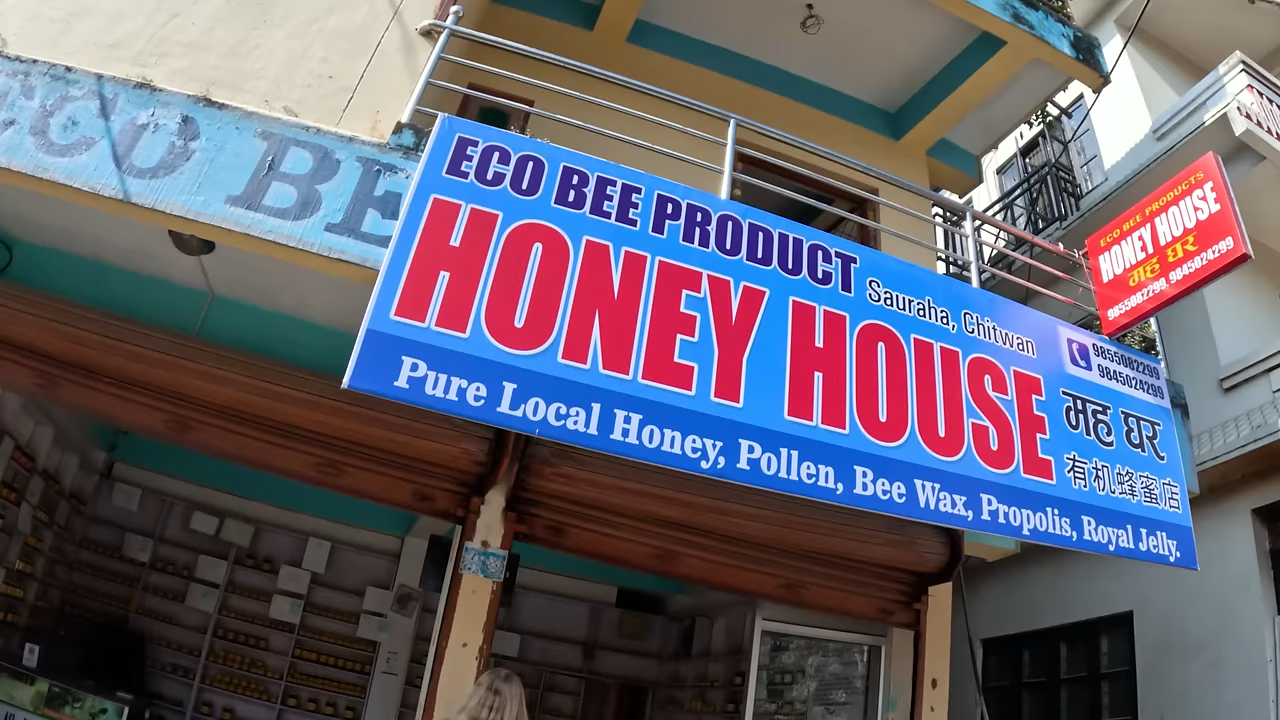 ECO BE
ECO BEE PRODUCT
Sauraha, Chitwan
HONEY HOUSE
9855082299
9845024299
मह घर
有机蜂蜜店
Pure Local Honey, Pollen, Bee Wax, Propolis, Royal Jelly.
ECO BEE PRODUCTS
HONEY HOUSE
मह घर
9855082299, 9845024299